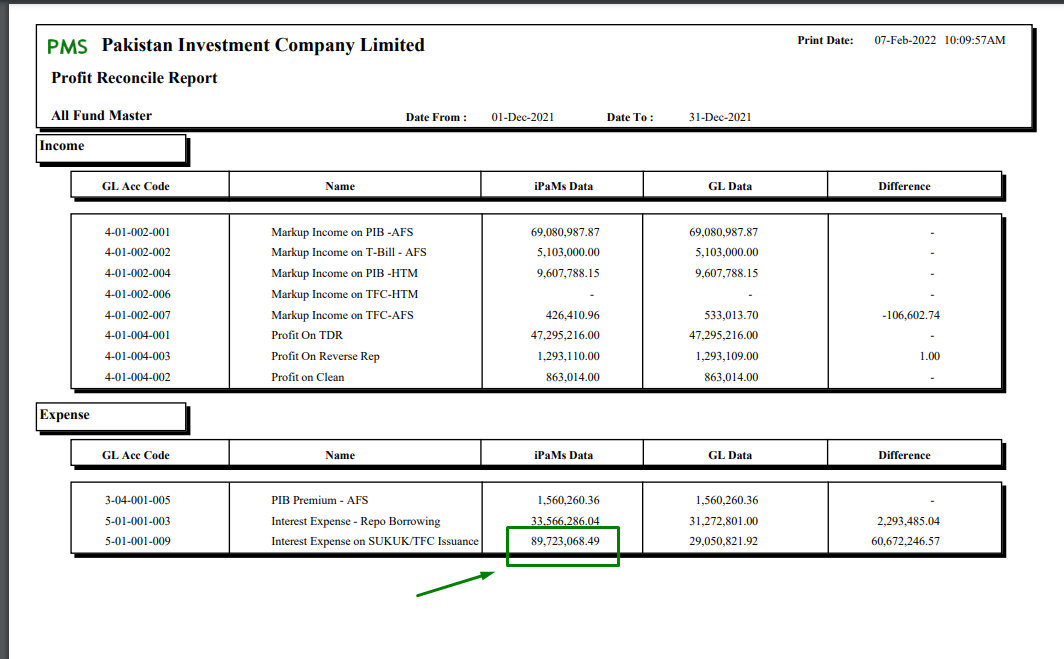 PMS Pakistan Investment Company Limited Print Date: 07-Feb-2022 10:09:57AM
Profit Reconcile Report
All Fund Master Date From : 01-Dec-2021 Date To : 31-Dec-2021
Income
GL Acc Code Name iPaMs Data GL Data Difference
4-01-002-001 Markup Income on PIB -AFS 69,080,987.87 69,080,987.87 -
4-01-002-002 Markup Income on T-Bill - AFS 5,103,000.00 5,103,000.00 -
4-01-002-004 Markup Income on PIB -HTM 9,607,788.15 9,607,788.15 -
4-01-002-006 Markup Income on TFC-HTM - - -
4-01-002-007 Markup Income on TFC-AFS 426,410.96 533,013.70 -106,602.74
4-01-004-001 Profit On TDR 47,295,216.00 47,295,216.00 -
4-01-004-003 Profit On Reverse Rep 1,293,110.00 1,293,109.00 1.00
4-01-004-002 Profit on Clean 863,014.00 863,014.00 -
Expense
GL Acc Code Name iPaMs Data GL Data Difference
3-04-001-005 PIB Premium - AFS 1,560,260.36 1,560,260.36 -
5-01-001-003 Interest Expense - Repo Borrowing 33,566,286.04 31,272,801.00 2,293,485.04
5-01-001-009 Interest Expense on SUKUK/TFC Issuance 89,723,068.49 29,050,821.92 60,672,246.57